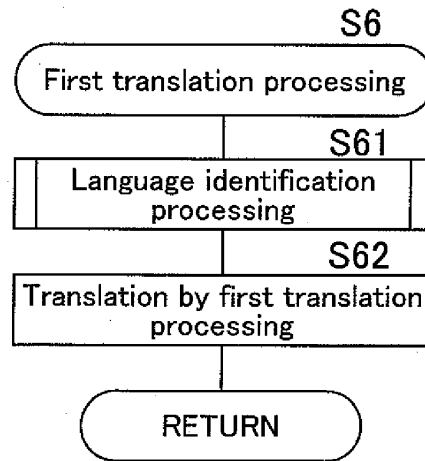 S6
First translation processing
S61
Language identification
processing
S62
Translation by first translation
processing
RETURN